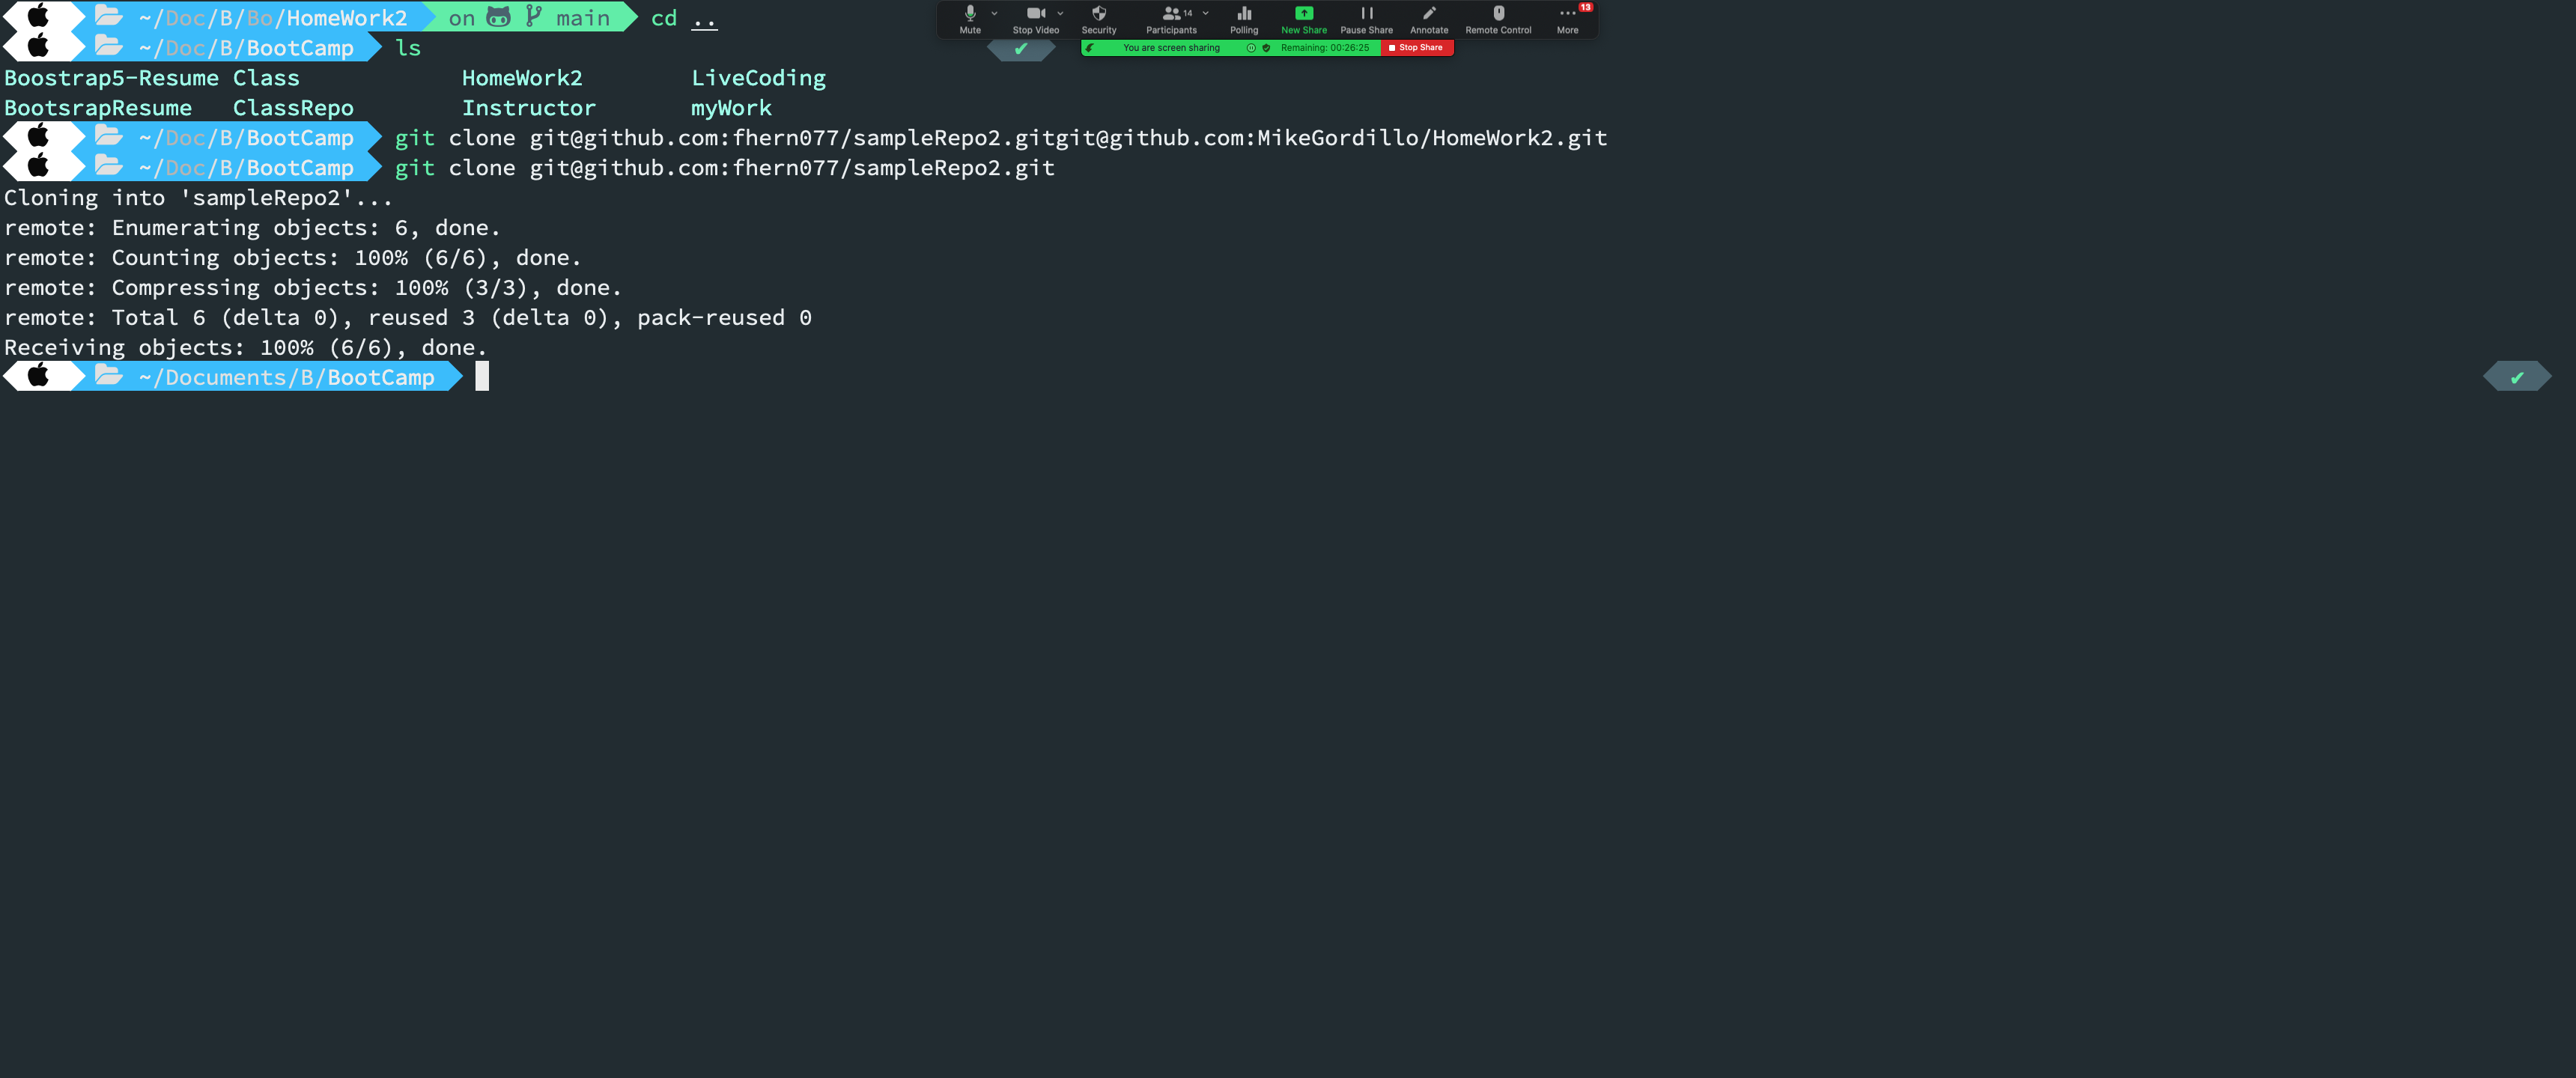 ~/Doc/B/Bo/HomeWork2 on main cd ..
Mute Stop Video Security Participants 14 Polling New Share Pause Share Annotate Remote Control More 13
~/Doc/B/BootCamp ls ✔
You are screen sharing Remaining: 00:26:25 Stop Share
Boostrap5-Resume Class HomeWork2 LiveCoding
BootsrapResume ClassRepo Instructor myWork
~/Doc/B/BootCamp git clone git@github.com:fhern077/sampleRepo2.gitgit@github.com:MikeGordillo/HomeWork2.git
~/Doc/B/BootCamp git clone git@github.com:fhern077/sampleRepo2.git
Cloning into 'sampleRepo2'...
remote: Enumerating objects: 6, done.
remote: Counting objects: 100% (6/6), done.
remote: Compressing objects: 100% (3/3), done.
remote: Total 6 (delta 0), reused 3 (delta 0), pack-reused 0
Receiving objects: 100% (6/6), done.
~/Documents/B/BootCamp ✔